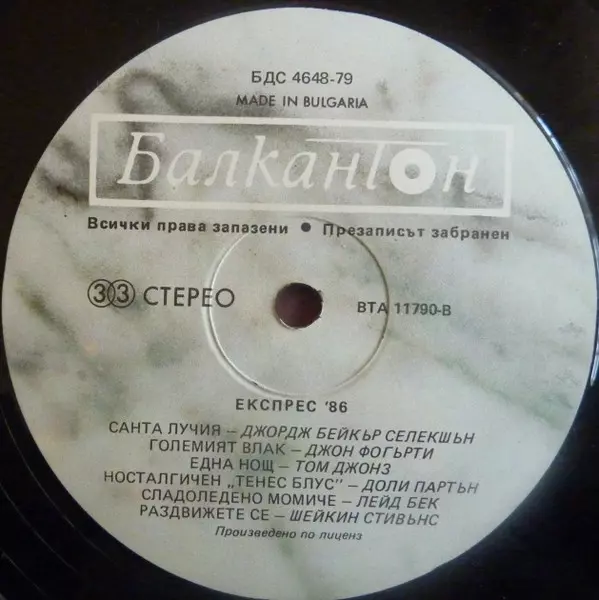 БДС 4648-79
MADE IN BULGARIA
Балкантон
Всички права запазени • Презаписът забранен
33 СТЕРЕО
ВТА 11790-В
ЕКСПРЕС '86
САНТА ЛУЧИЯ – ДЖОРДЖ БЕЙКЪР СЕЛЕКШЪН
ГОЛЕМИЯТ ВЛАК – ДЖОН ФОГЪРТИ
ЕДНА НОЩ – ТОМ ДЖОНЗ
НОСТАЛГИЧЕН „ТЕНЕС БЛУС" – ДОЛИ ПАРТЪН
СЛАДОЛЕДЕНО МОМИЧЕ – ЛЕЙД БЕК
РАЗДВИЖЕТЕ СЕ – ШЕЙКИН СТИВЪНС
Произведено по лиценз